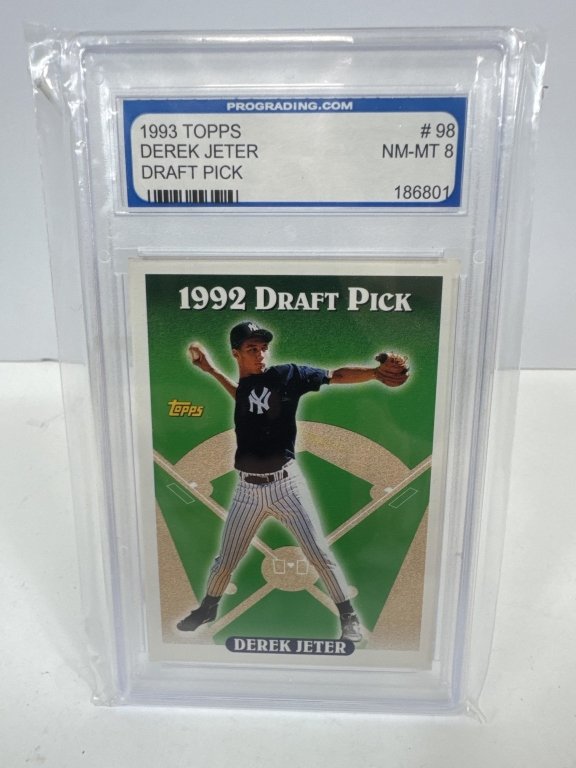 PROGRADING.COM
1993 TOPPS # 98
DEREK JETER NM-MT 8
DRAFT PICK
186801
1992 DRAFT PICK
NY
topps
NY
DEREK JETER